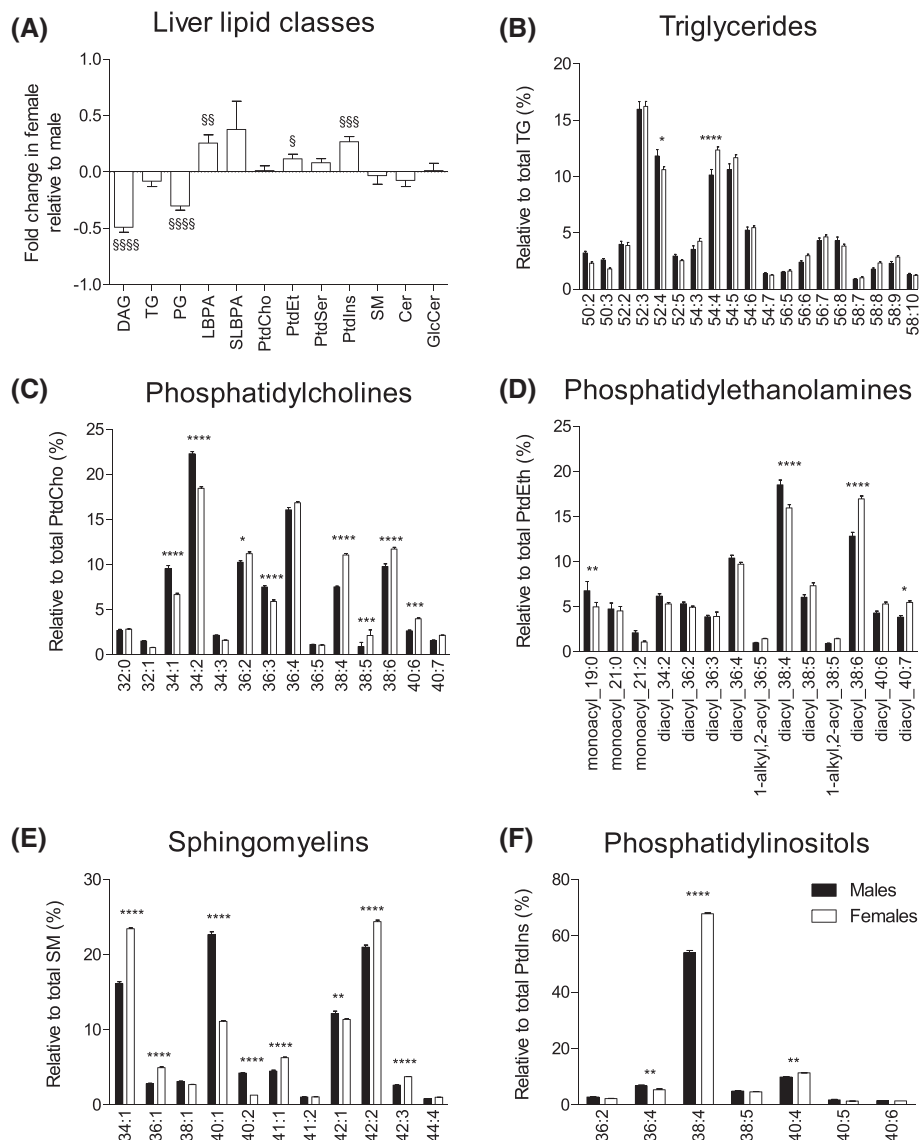 (A)
Liver lipid classes
Fold change in female
relative to male
1.0
0.5
0.0
-0.5
-1.0
§§§§
§§§§
§§
§
§§§
DAG
TG
PG
LBPA
SLBPA
PtdCho
PtdEt
PtdSer
PtdIns
SM
Cer
GlcCer
(B)
Triglycerides
Relative to total TG (%)
20
15
10
5
0
*
****
50:2
50:3
52:2
52:3
52:4
52:5
54:3
54:4
54:5
54:6
54:7
56:5
56:6
56:7
56:8
58:7
58:8
58:9
58:10
(C)
Phosphatidylcholines
Relative to total PtdCho (%)
25
20
15
10
5
0
****
****
*
****
****
***
****
***
32:0
32:1
34:1
34:2
34:3
36:2
36:3
36:4
36:5
38:4
38:5
38:6
40:6
40:7
(D)
Phosphatidylethanolamines
Relative to total PtdEth (%)
25
20
15
10
5
0
**
****
****
*
monoacyl_19:0
monoacyl_21:0
monoacyl_21:2
diacyl_34:2
diacyl_36:2
diacyl_36:3
diacyl_36:4
1-alkyl,2-acyl_36:5
diacyl_38:4
diacyl_38:5
1-alkyl,2-acyl_38:5
diacyl_38:6
diacyl_40:6
diacyl_40:7
(E)
Sphingomyelins
Relative to total SM (%)
30
20
10
0
****
****
****
****
****
**
****
****
34:1
36:1
38:1
40:1
40:2
41:1
41:2
42:1
42:2
42:3
44:4
(F)
Phosphatidylinositols
Relative to total PtdIns (%)
80
60
40
20
0
**
****
**
Males
Females
36:2
36:4
38:4
38:5
40:4
40:5
40:6